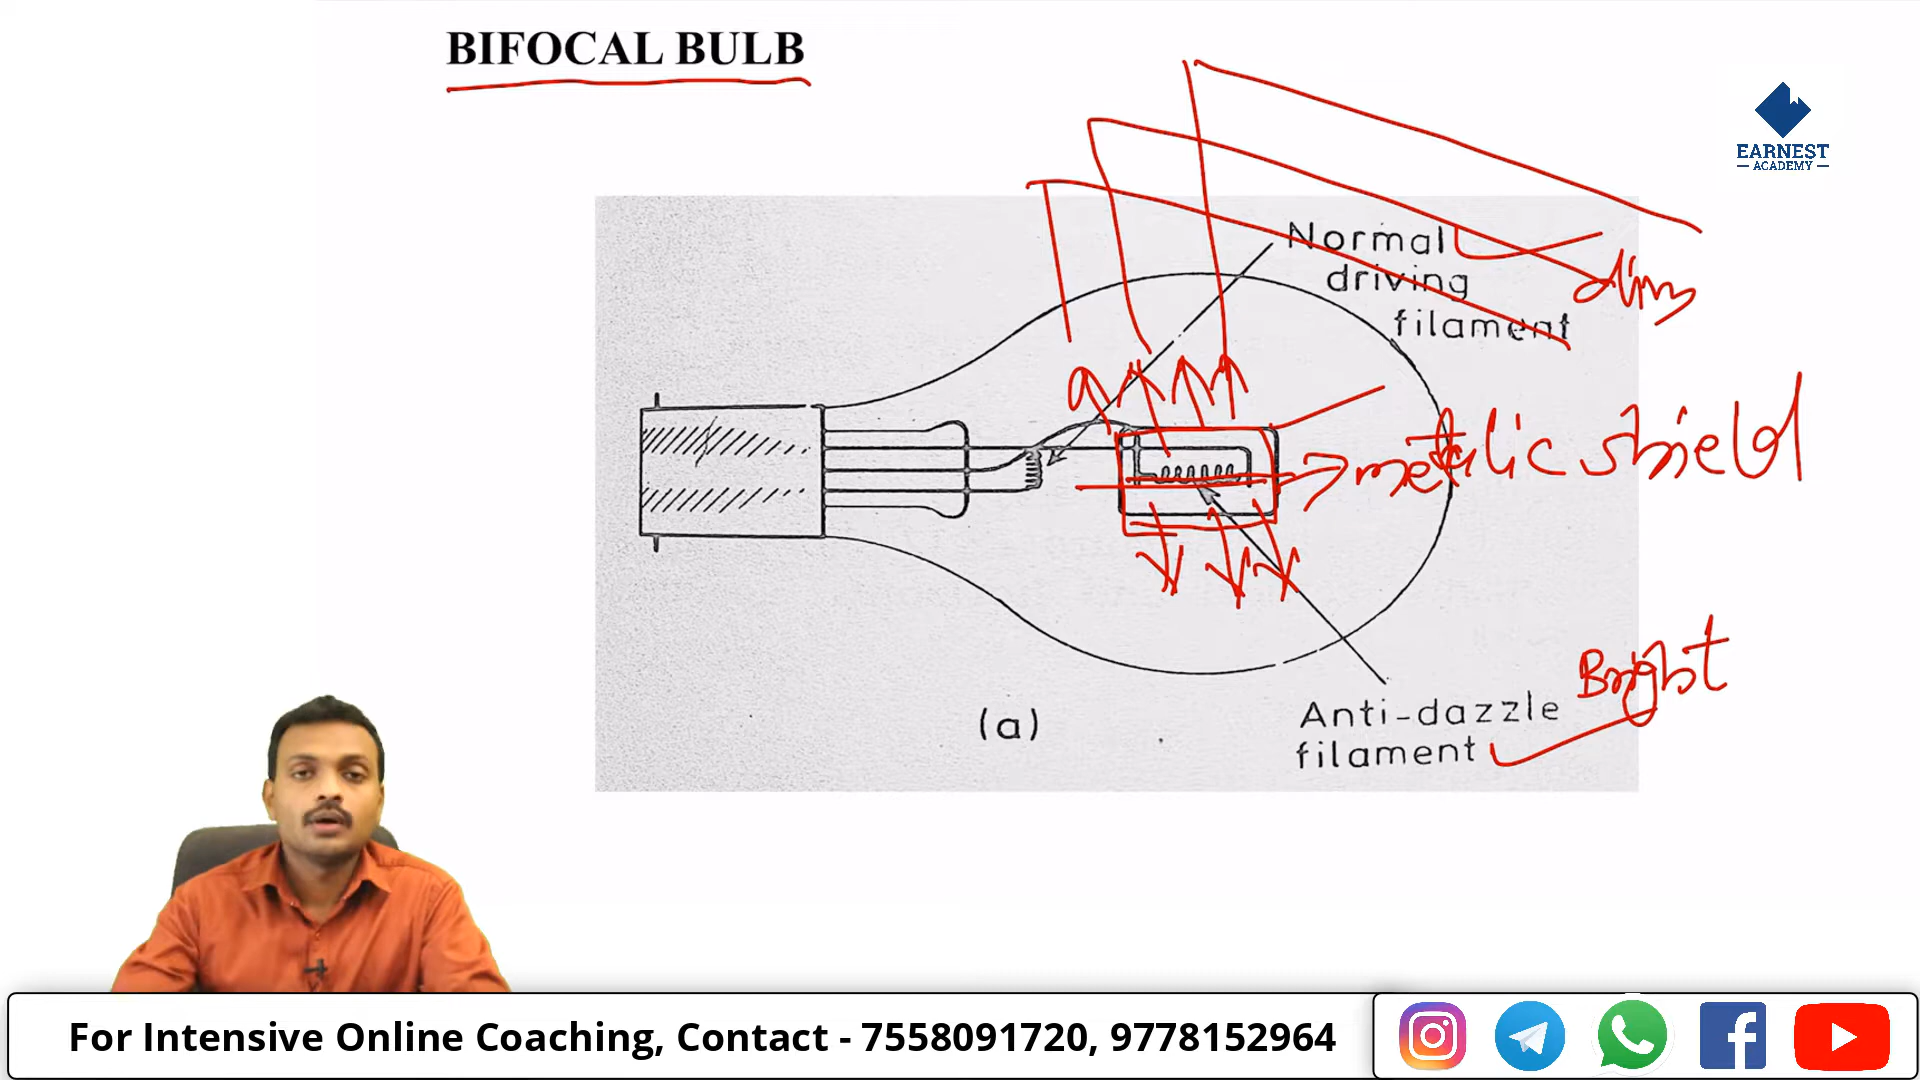 BIFOCAL BULB
EARNEST
ACADEMY
Normal
driving
filament
dim
metalic shield
Bright
Anti-dazzle
filament
(a)
For Intensive Online Coaching, Contact - 7558091720, 9778152964